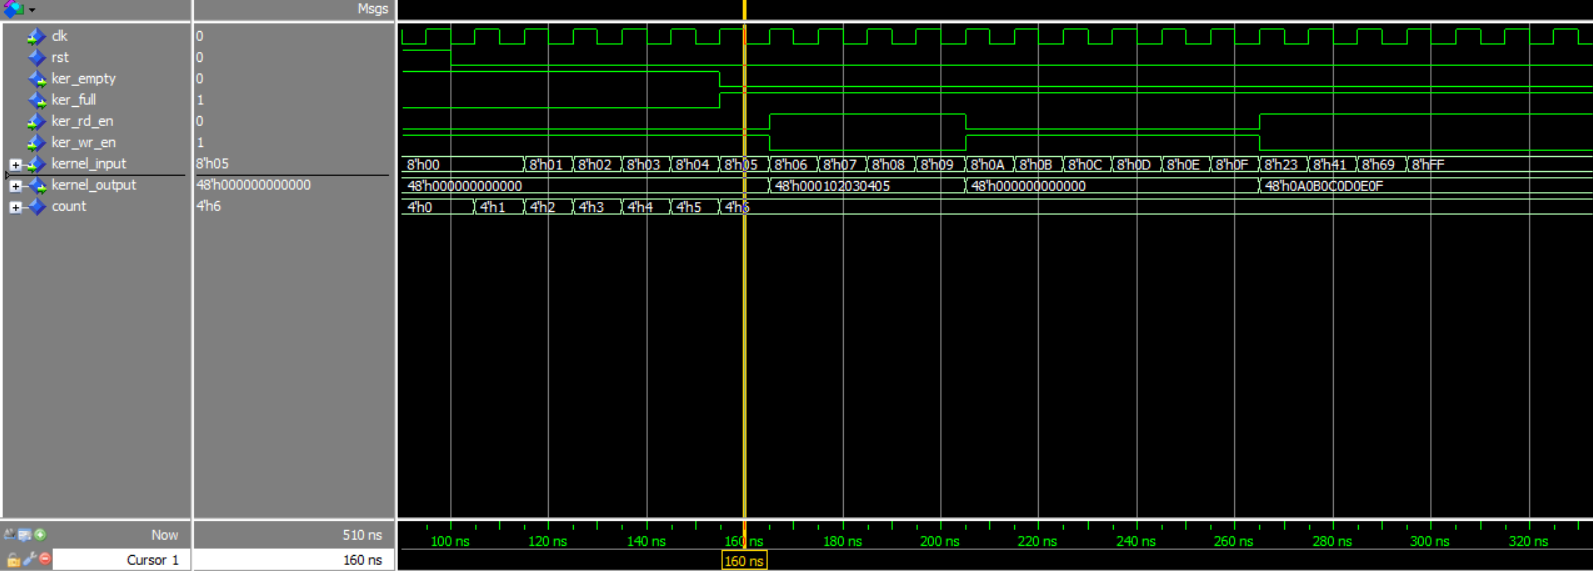 Msgs
clk 0
rst 0
ker_empty 0
ker_full 1
ker_rd_en 0
ker_wr_en 1
kernel_input 8'h05 8'h00 8'h01 8'h02 8'h03 8'h04 8'h05 8'h06 8'h07 8'h08 8'h09 8'h0A 8'h0B 8'h0C 8'h0D 8'h0E 8'h0F 8'h23 8'h41 8'h69 8'hFF
kernel_output 48'h000000000000 48'h000000000000 48'h000102030405 48'h000000000000 48'h0A0B0C0D0E0F
count 4'h6 4'h0 4'h1 4'h2 4'h3 4'h4 4'h5 4'h6
Now 510 ns 100 ns 120 ns 140 ns 160 ns 180 ns 200 ns 220 ns 240 ns 260 ns 280 ns 300 ns 320 ns
Cursor 1 160 ns 160 ns